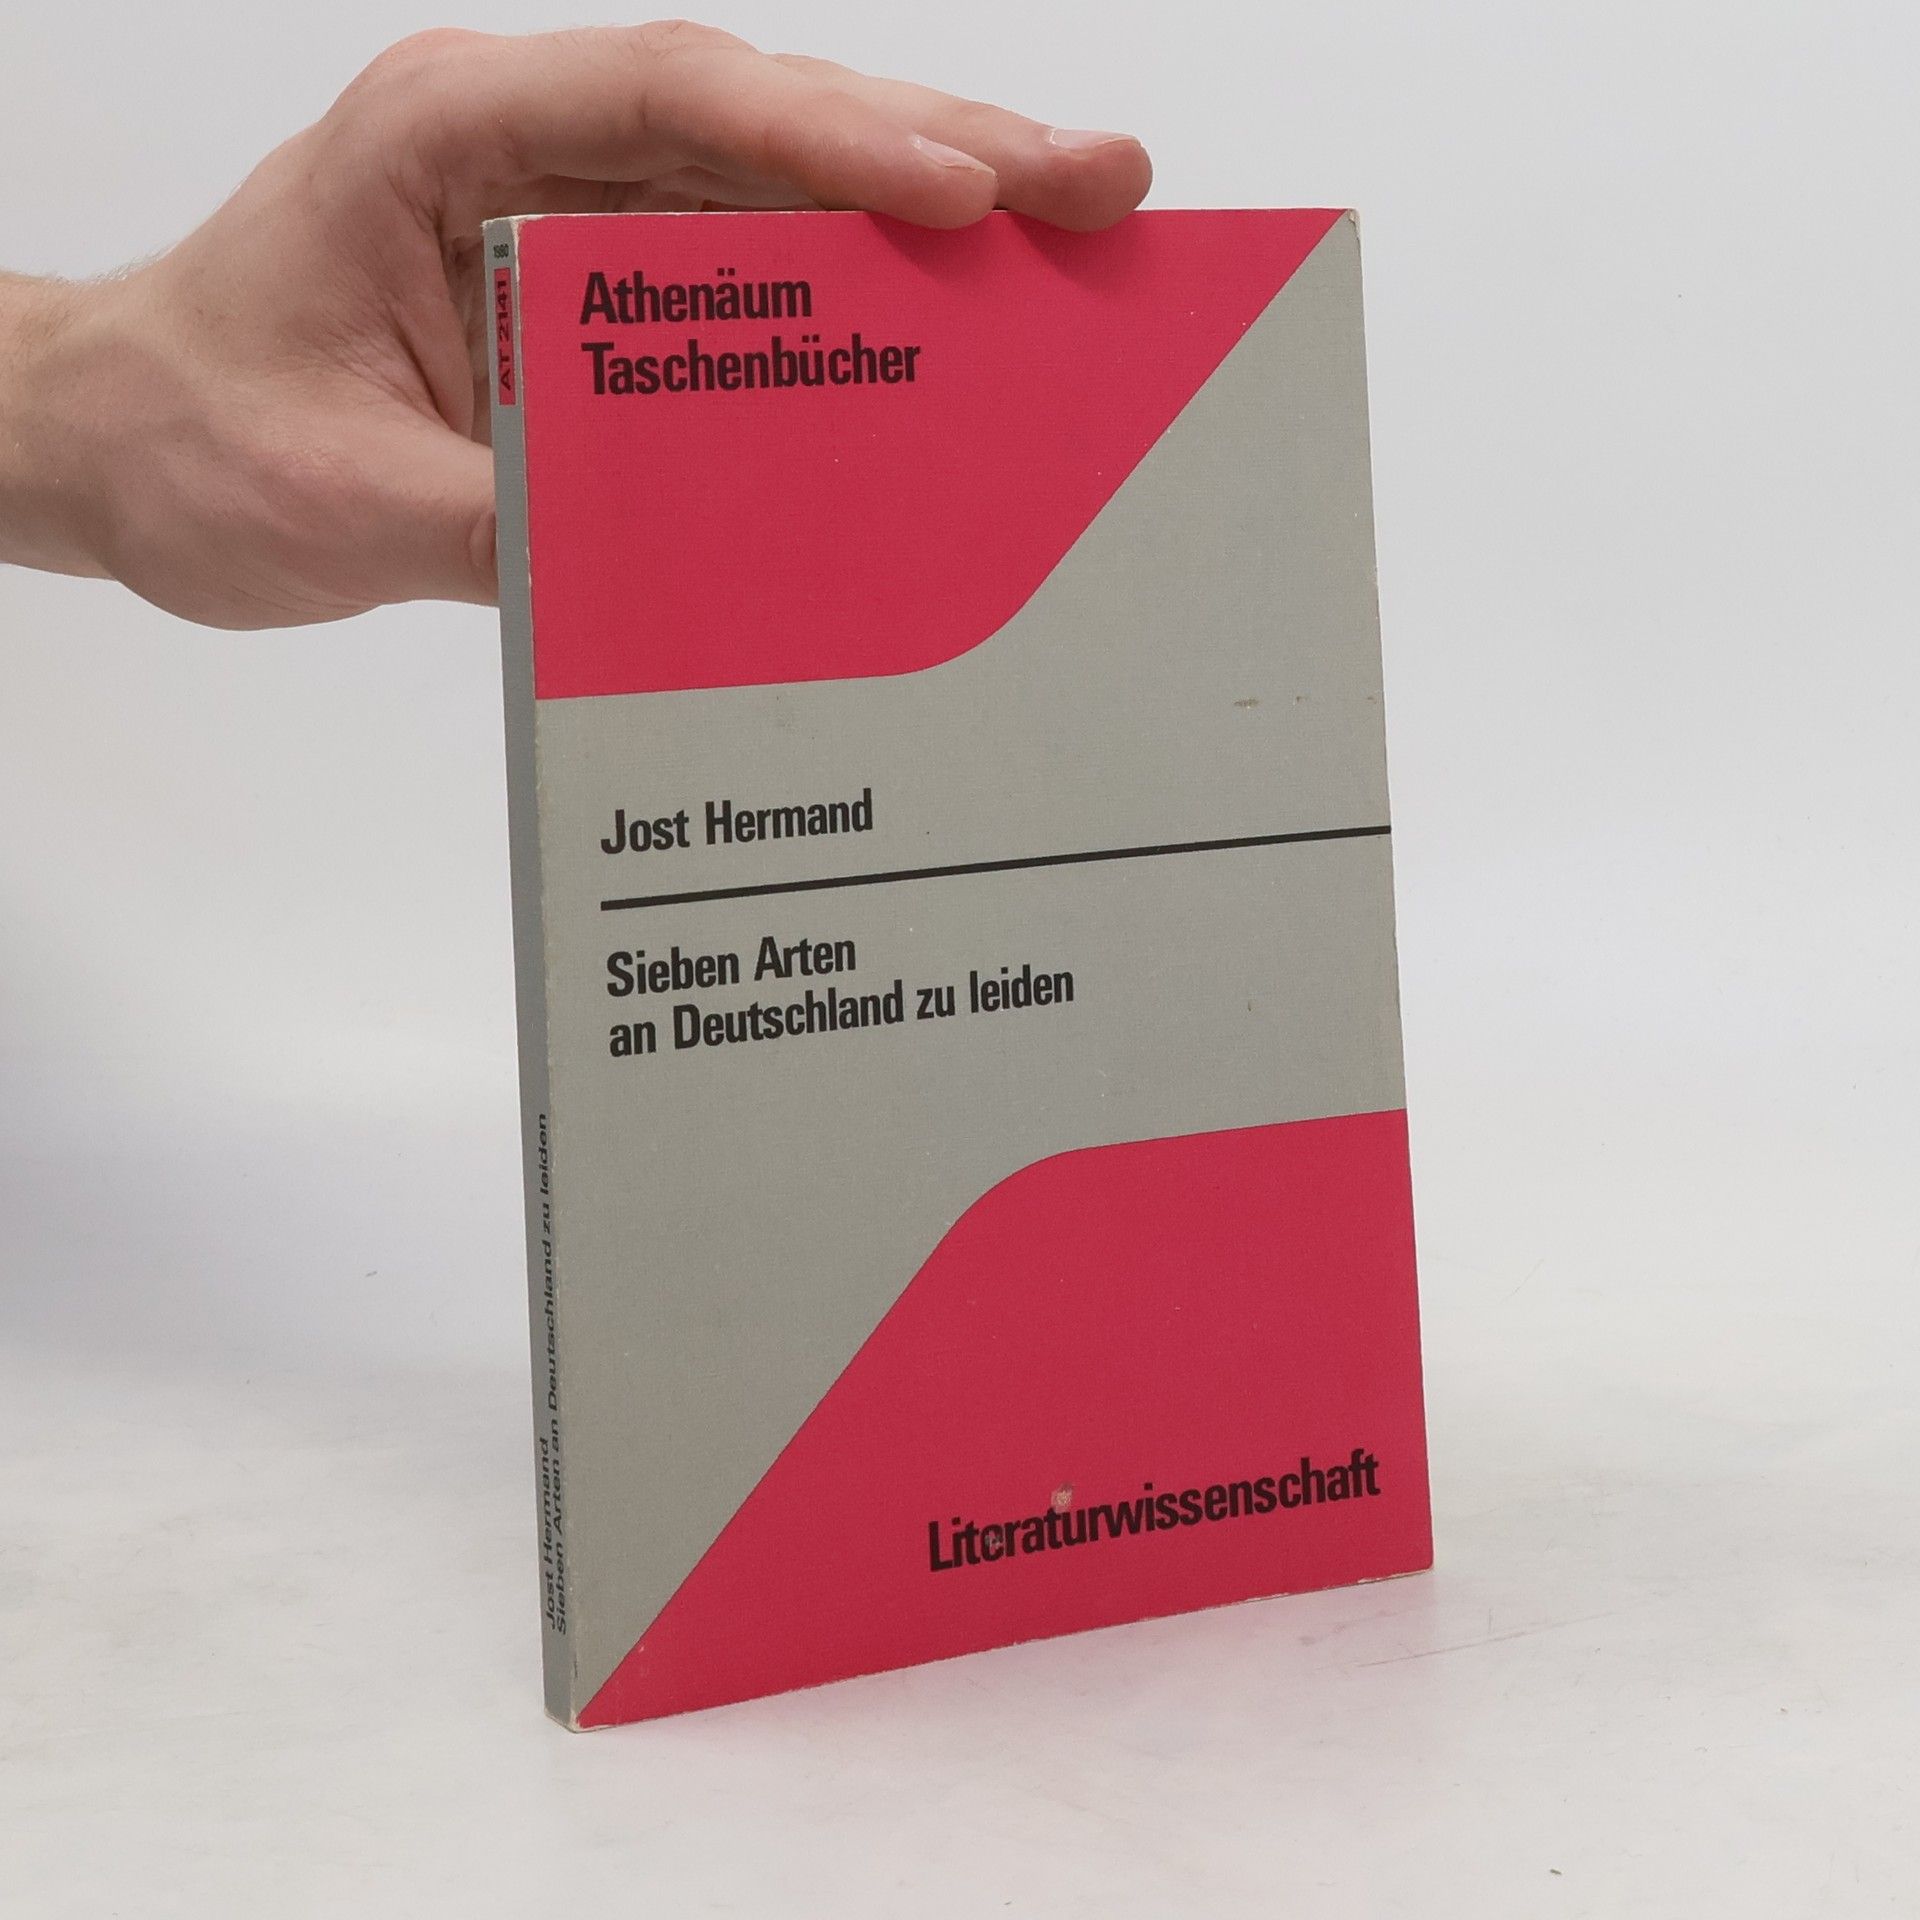 Athenäum
Taschenbücher
Jost Hermand
Sieben Arten
an Deutschland zu leiden
Literaturwissenschaft
1980
AT 2141
Jost Hermand
Sieben Arten an Deutschland zu leiden